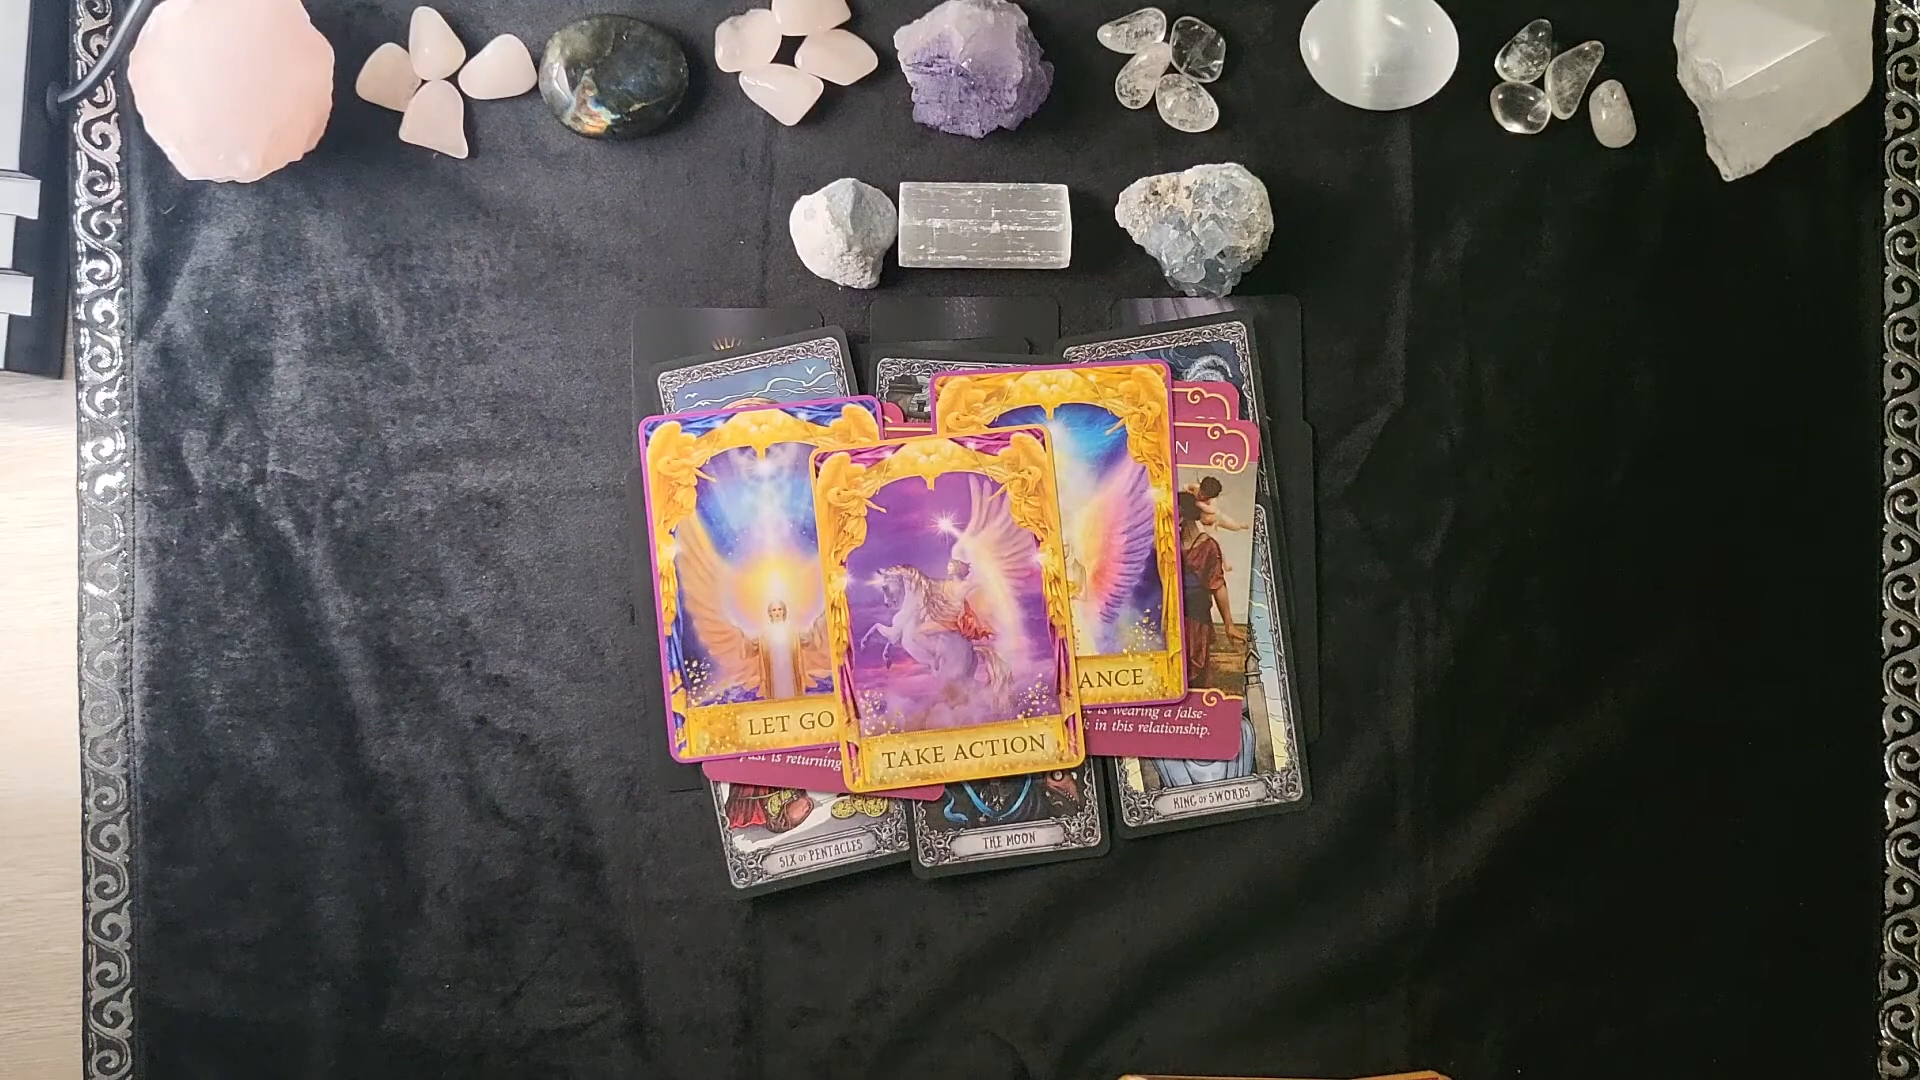 N
ANCE
LET GO
TAKE ACTION
is wearing a false-
k in this relationship.
past is returning
KING OF SWORDS
THE MOON
SIX OF PENTACLES